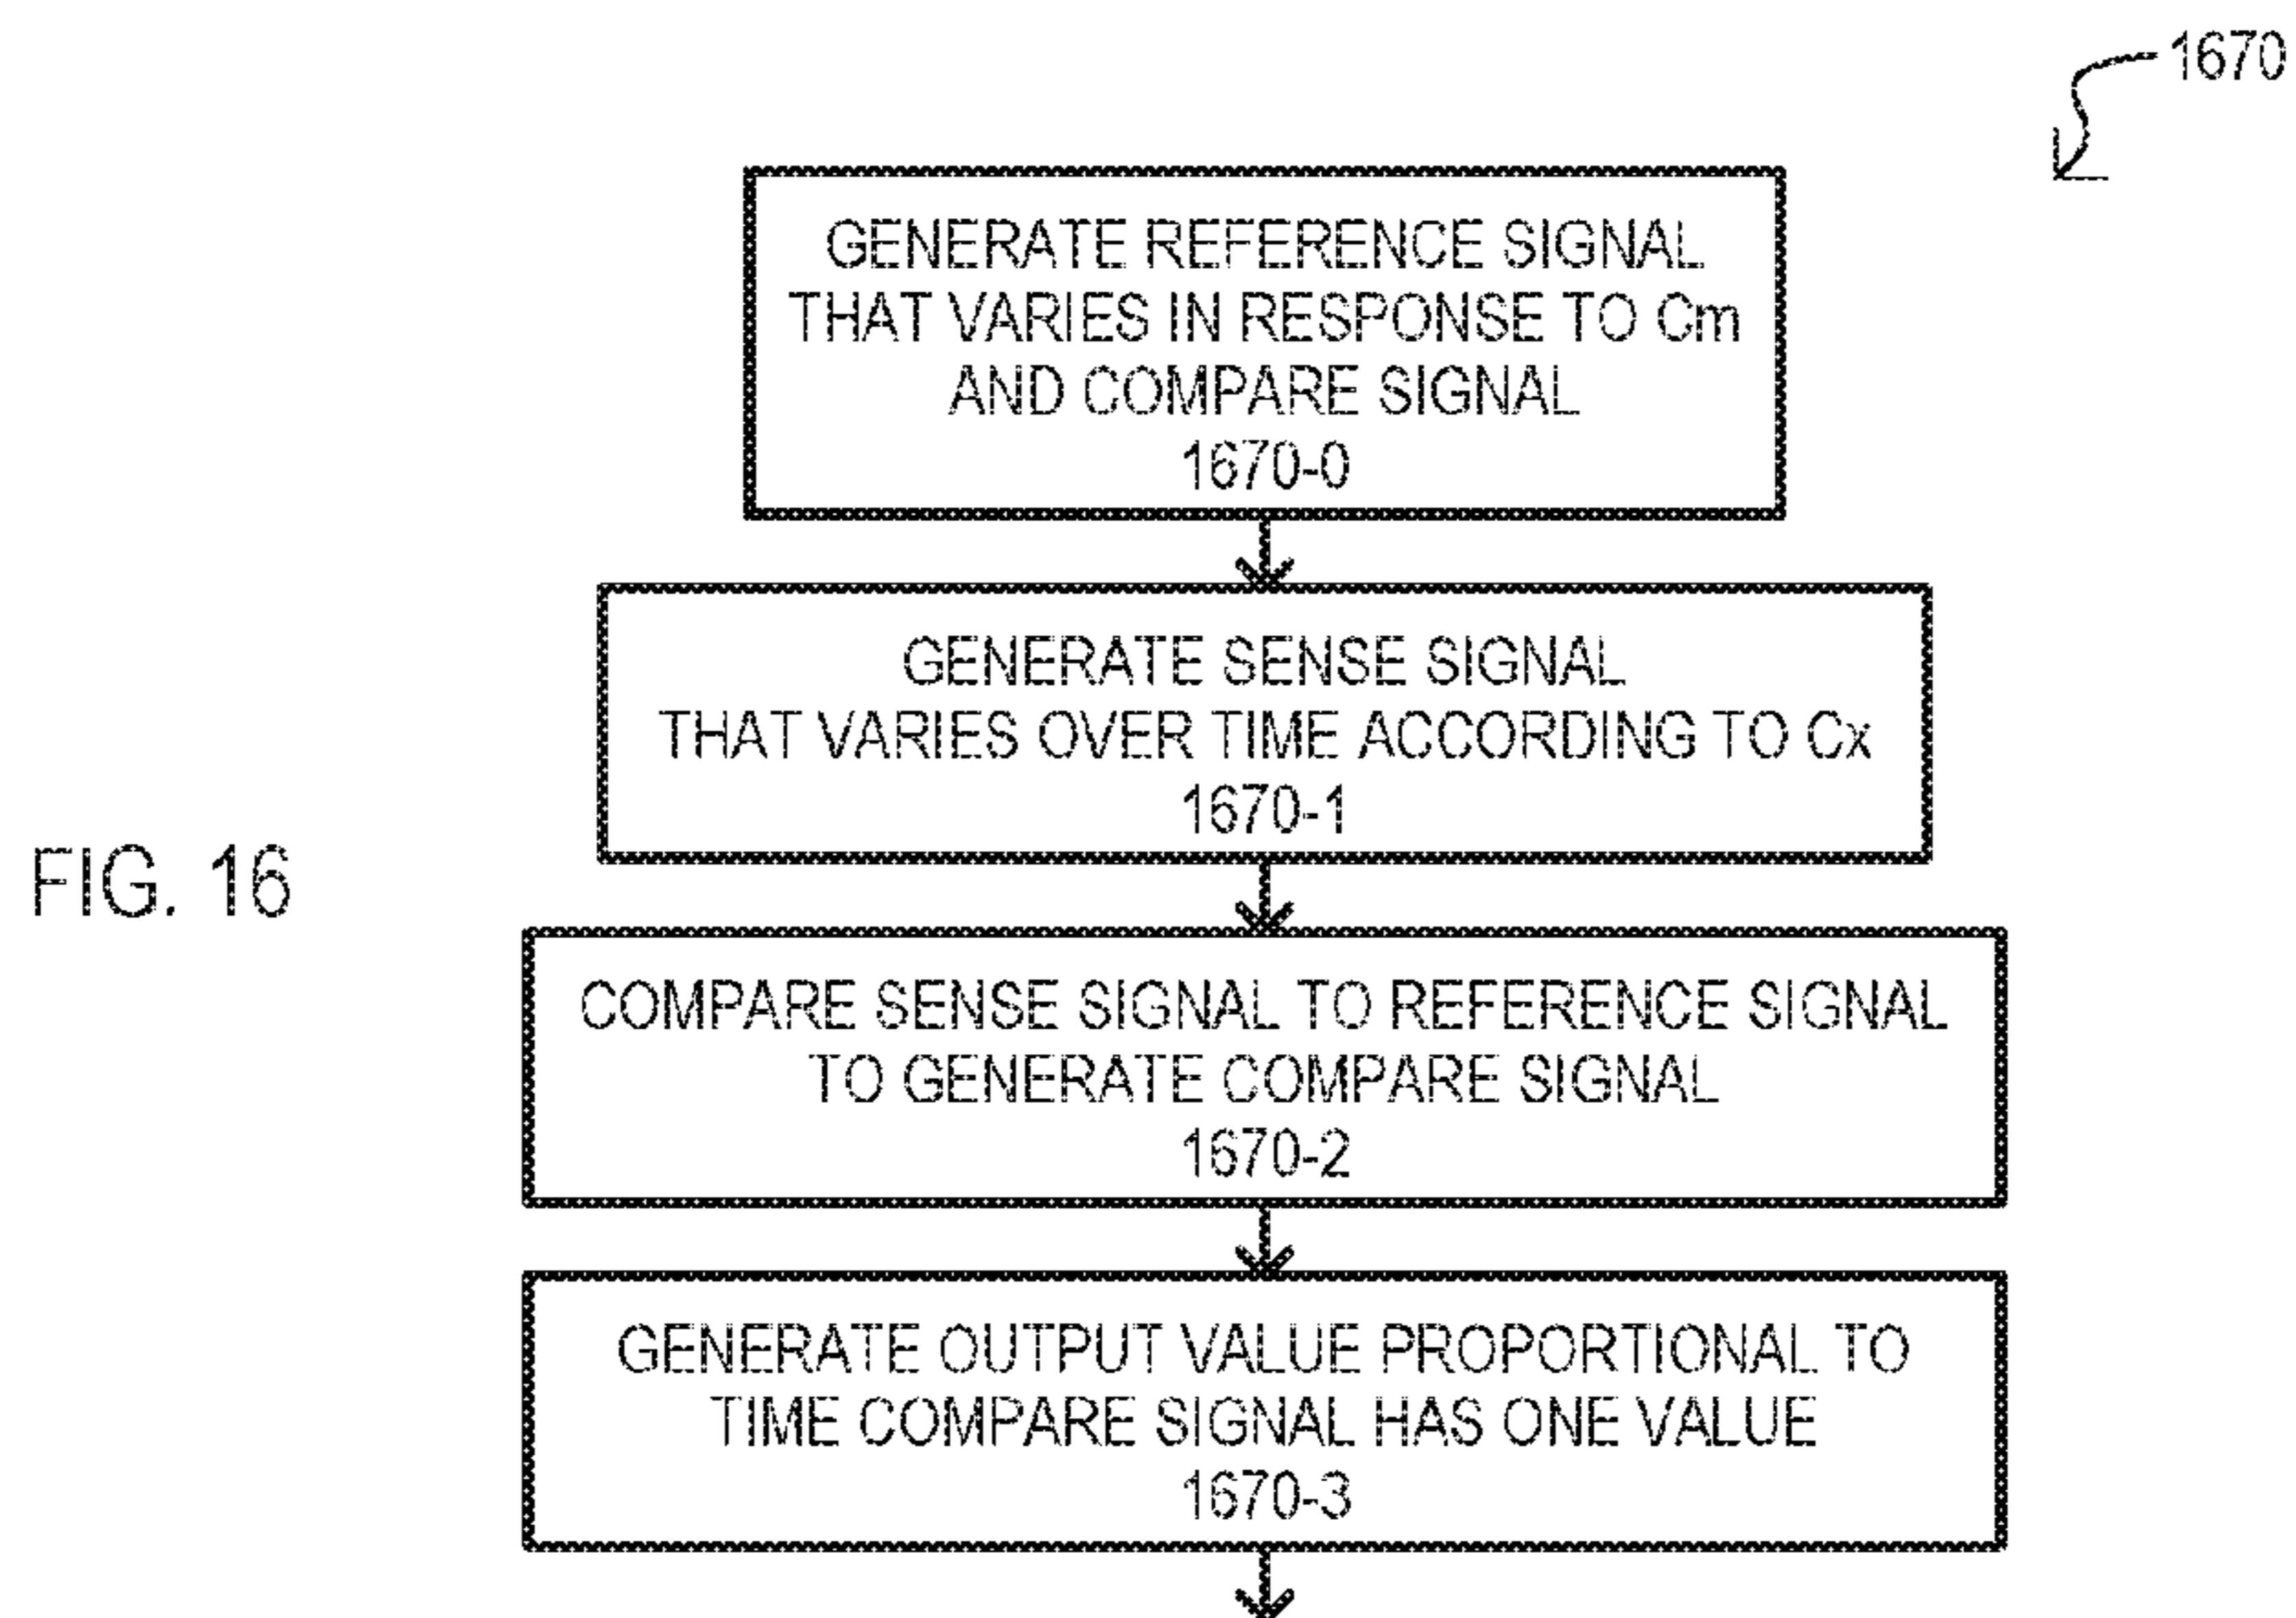 1670
GENERATE REFERENCE SIGNAL
THAT VARIES IN RESPONSE TO Cm
AND COMPARE SIGNAL
1670-0
GENERATE SENSE SIGNAL
THAT VARIES OVER TIME ACCORDING TO Cx
1670-1
FIG. 16
COMPARE SENSE SIGNAL TO REFERENCE SIGNAL
TO GENERATE COMPARE SIGNAL
1670-2
GENERATE OUTPUT VALUE PROPORTIONAL TO
TIME COMPARE SIGNAL HAS ONE VALUE
1670-3